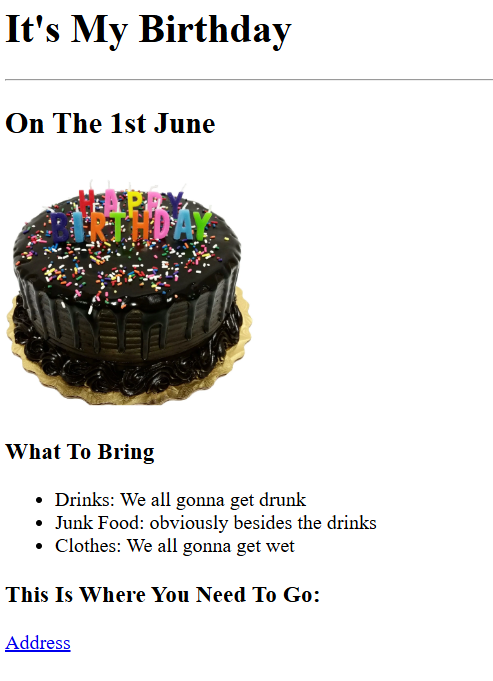 It's My Birthday
On The 1st June
HAPPY
BIRTHDAY
What To Bring
Drinks: We all gonna get drunk
Junk Food: obviously besides the drinks
Clothes: We all gonna get wet
This Is Where You Need To Go:
Address